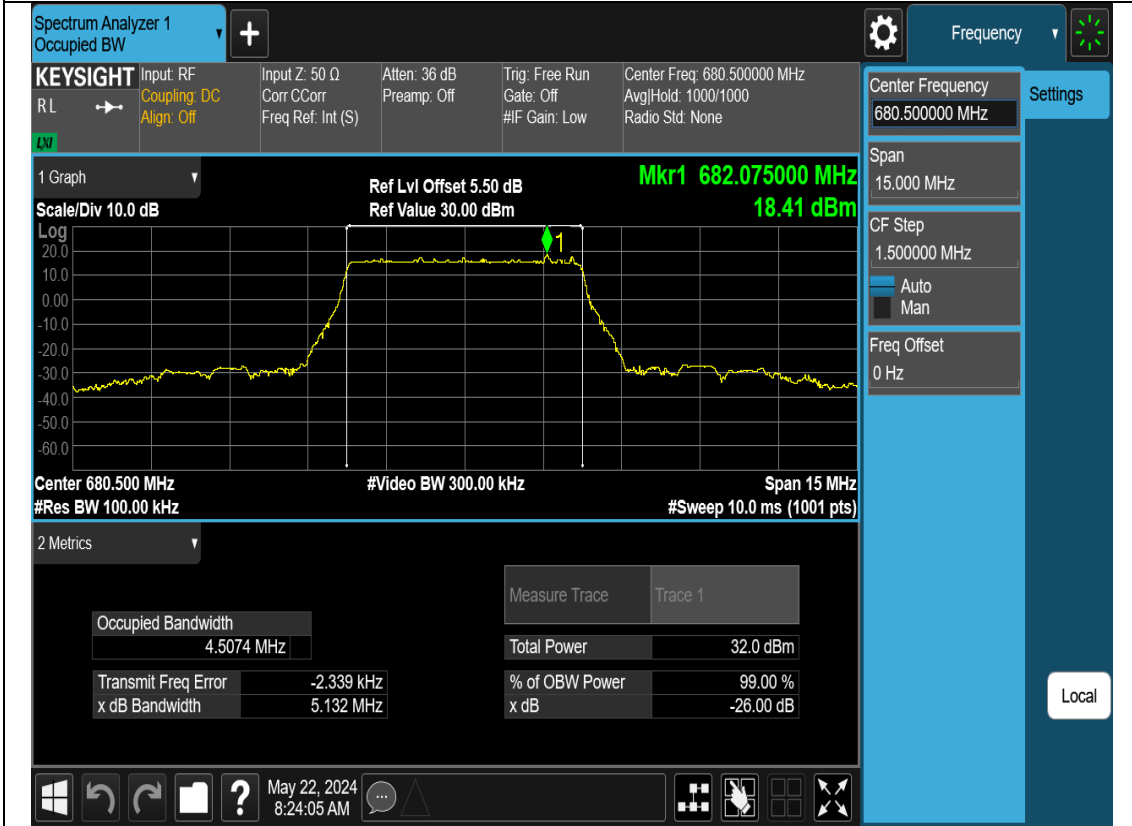 Spectrum Analyzer 1
Occupied BW
+
Frequency
KEYSIGHT
R L
LXI
Input: RF
Coupling: DC
Align: Off
Input Z: 50 Ω
Corr CCorr
Freq Ref: Int (S)
Atten: 36 dB
Preamp: Off
Trig: Free Run
Gate: Off
#IF Gain: Low
Center Freq: 680.500000 MHz
Avg|Hold: 1000/1000
Radio Std: None
Center Frequency
680.500000 MHz
Settings
Span
15.000 MHz
CF Step
1.500000 MHz
Auto
Man
Freq Offset
0 Hz
Local
1 Graph
Scale/Div 10.0 dB
Ref Lvl Offset 5.50 dB
Ref Value 30.00 dBm
Mkr1 682.075000 MHz
18.41 dBm
Log
20.0
10.0
0.00
-10.0
-20.0
-30.0
-40.0
-50.0
-60.0
1
Center 680.500 MHz
#Video BW 300.00 kHz
Span 15 MHz
#Res BW 100.00 kHz
#Sweep 10.0 ms (1001 pts)
2 Metrics
Measure Trace Trace 1
Occupied Bandwidth
4.5074 MHz
Total Power 32.0 dBm
Transmit Freq Error -2.339 kHz
% of OBW Power 99.00 %
x dB Bandwidth 5.132 MHz
x dB -26.00 dB
?
May 22, 2024
8:24:05 AM